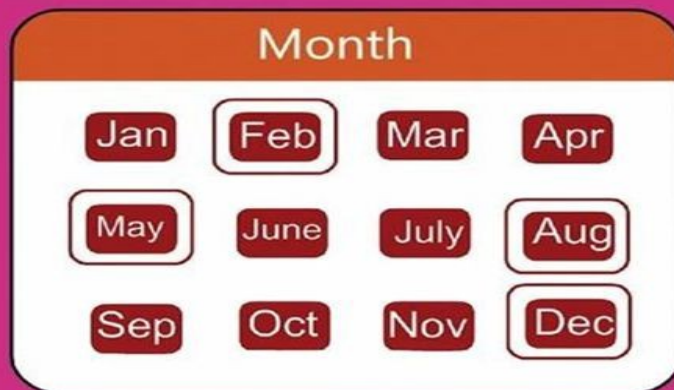 Month
Jan Feb Mar Apr
May June July Aug
Sep Oct Nov Dec